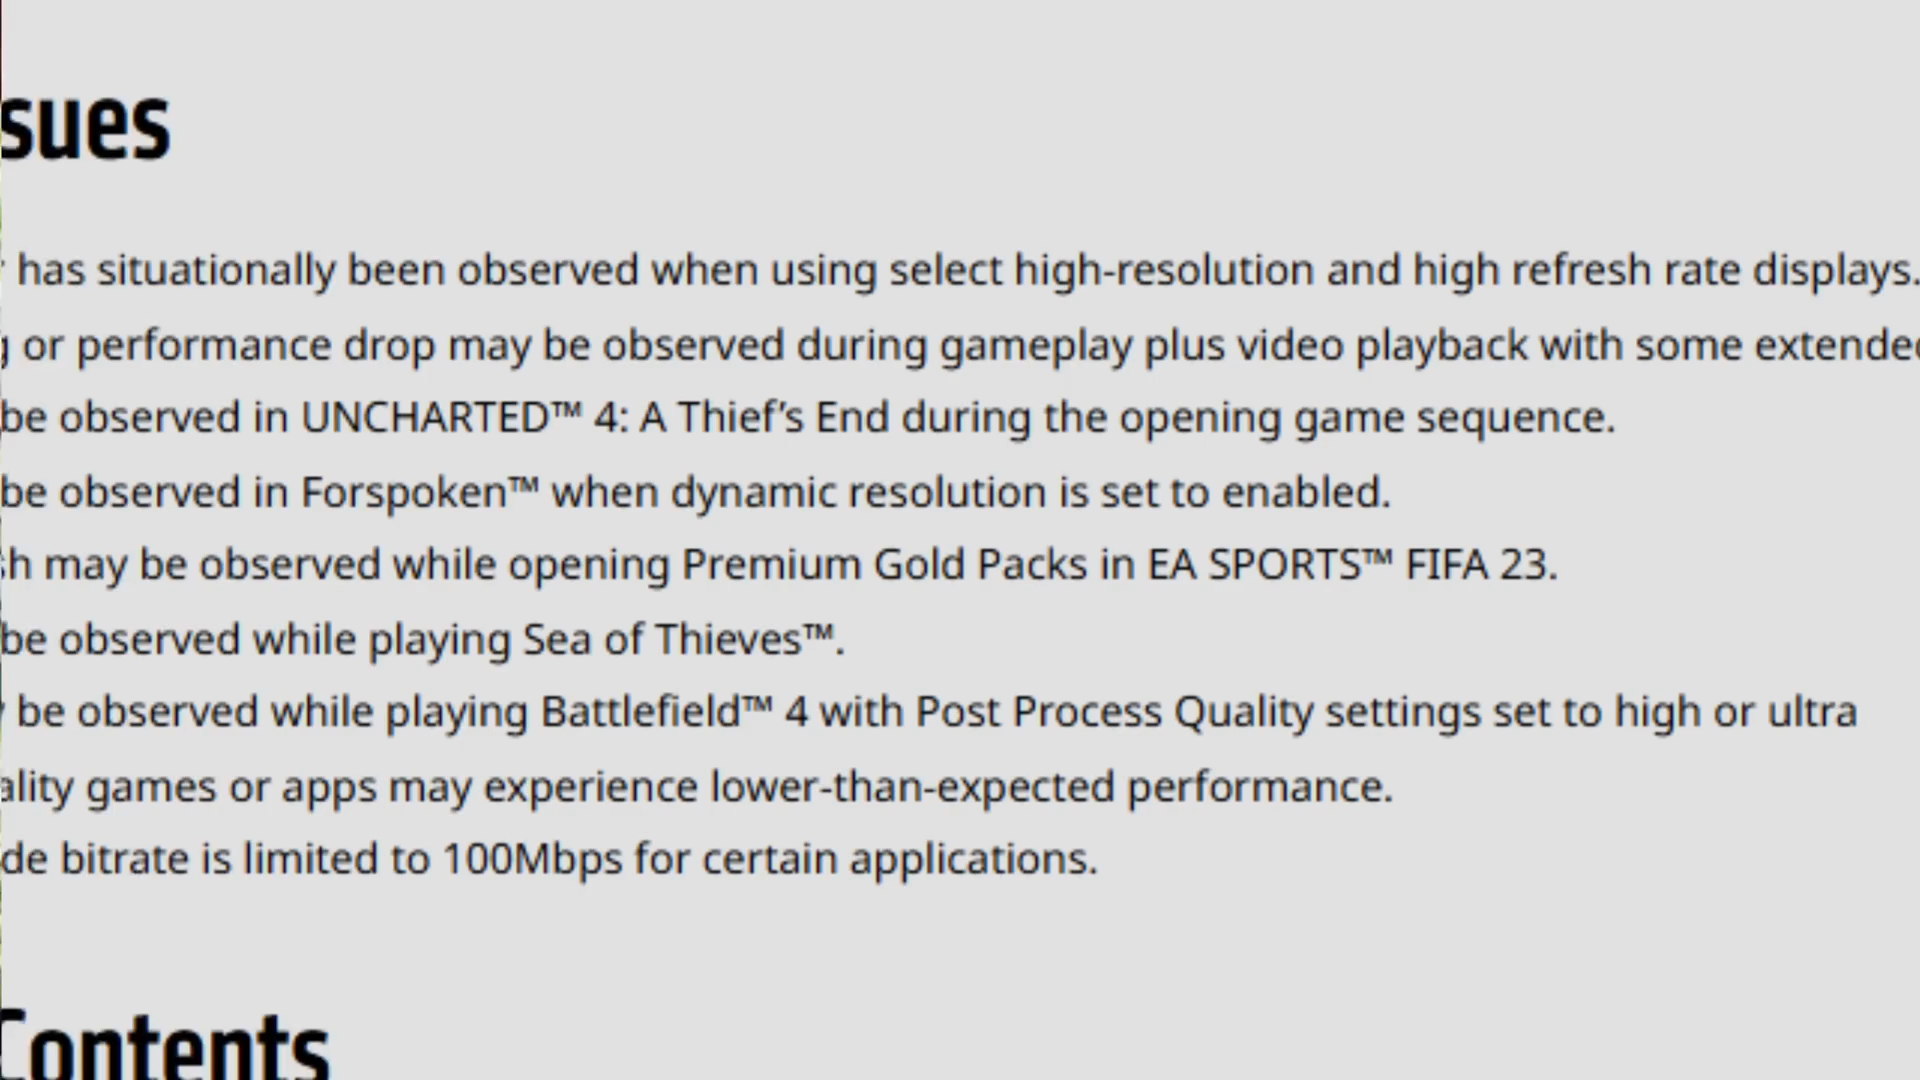 sues
has situationally been observed when using select high-resolution and high refresh rate displays.
or performance drop may be observed during gameplay plus video playback with some extended
be observed in UNCHARTED™ 4: A Thief’s End during the opening game sequence.
be observed in Forspoken™ when dynamic resolution is set to enabled.
h may be observed while opening Premium Gold Packs in EA SPORTS™ FIFA 23.
be observed while playing Sea of Thieves™.
be observed while playing Battlefield™ 4 with Post Process Quality settings set to high or ultra
ality games or apps may experience lower-than-expected performance.
de bitrate is limited to 100Mbps for certain applications.
Contents